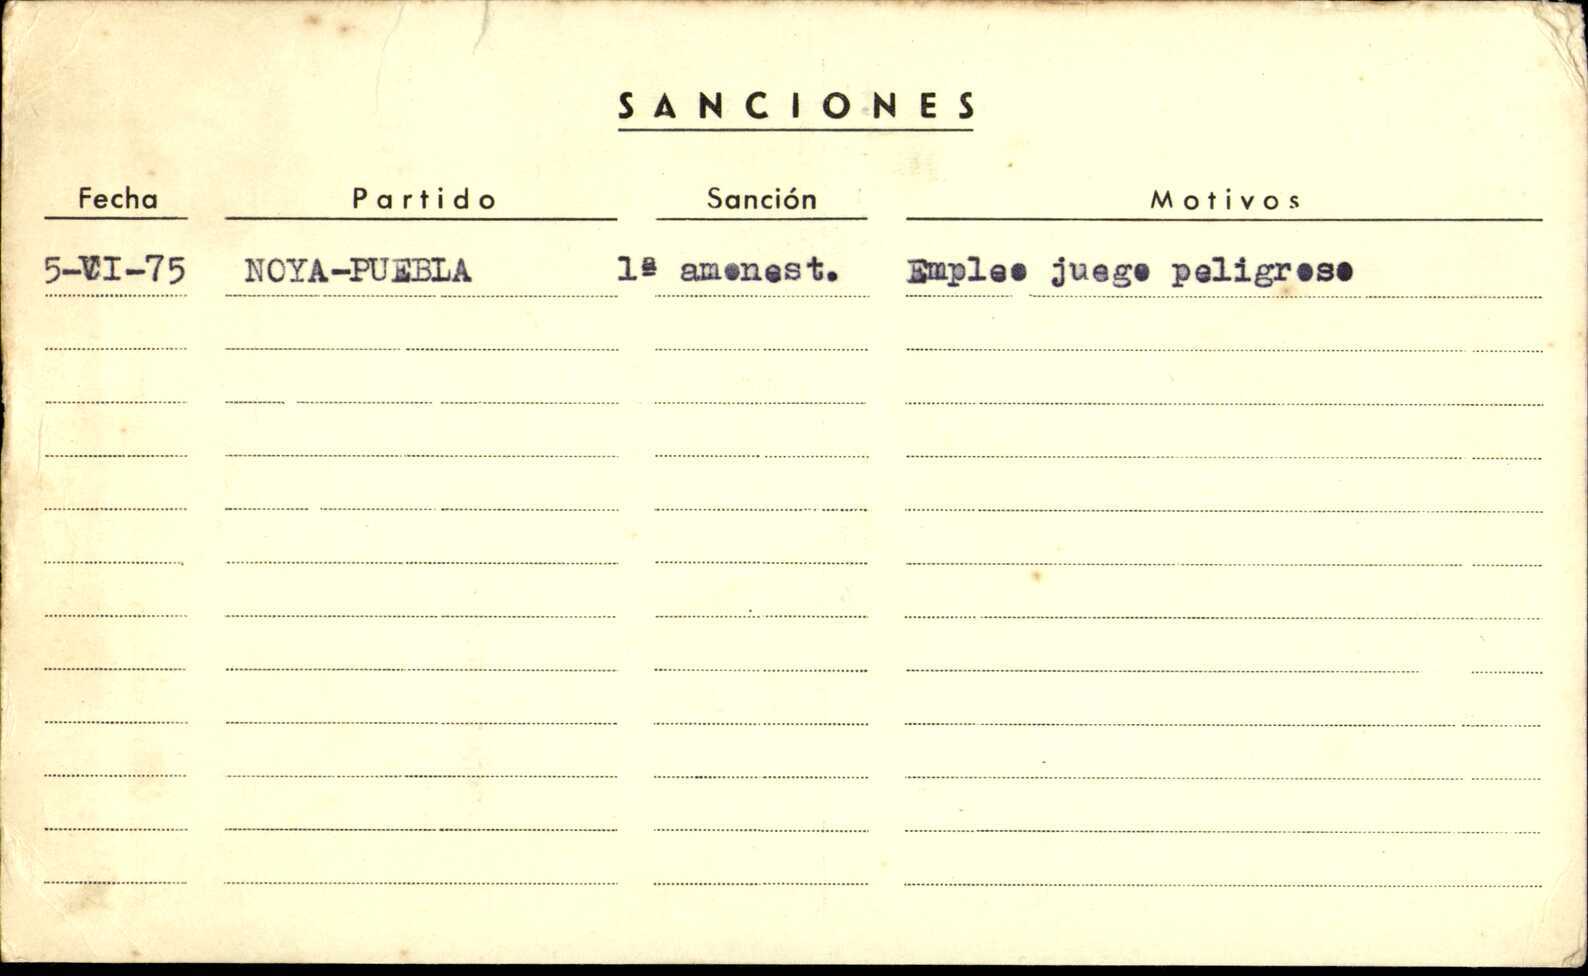 SANCIONES
Fecha Partido Sanción Motivos
5-VI-75 NOYA-PUEBLA 1ª amonest. Empleo juego peligroso